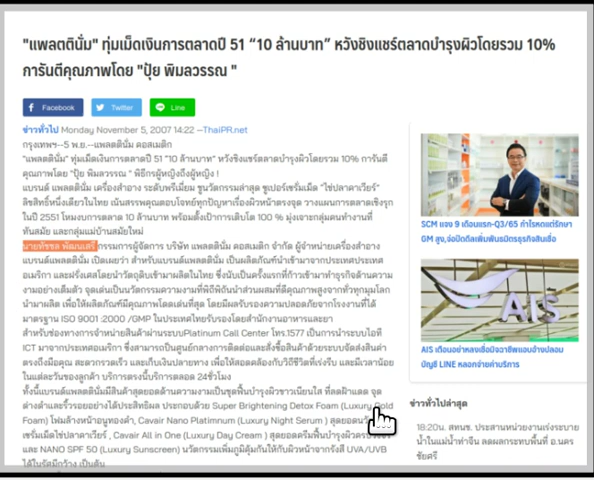 "แพลตตินั่ม" ทุ่มเม็ดเงินการตลาดปี 51 "10 ล้านบาท" หวังชิงแชร์ตลาดบำรุงผิวโดยรวม 10%
การันตีคุณภาพโดย "ปุ้ย พิมลวรรณ "
Facebook
Twitter
Line
ข่าวทั่วไป Monday November 5, 2007 14:22 —ThaiPR.net
กรุงเทพฯ--5 พ.ย.--แพลตตินั่ม คอสเมติก
"แพลตตินั่ม" ทุ่มเม็ดเงินการตลาดปี 51 "10 ล้านบาท" หวังชิงแชร์ตลาดบำรุงผิวโดยรวม 10% การันตี
คุณภาพโดย "ปุ้ย พิมลวรรณ " พิธีกรผู้หญิงถึงผู้หญิง !
แบรนด์ แพลตตินั่ม เครื่องสำอาง ระดับพรีเมี่ยม ชูนวัตกรรมล่าสุด ซูเปอร์เซรั่มเม็ด "ไข่ปลาคาเวียร์"
ลิขสิทธิ์หนึ่งเดียวในไทย เน้นสรรพคุณตอบโจทย์ทุกปัญหาเรื่องผิวหน้าตรงจุด วางแผนการตลาดเชิงรุก
ในปี 2551 โหมงบการตลาด 10 ล้านบาท พร้อมตั้งเป้าการเติบโต 100 % มุ่งเจาะกลุ่มคนทำงานที่
ทันสมัย และกลุ่มแม่บ้านสมัยใหม่
นายทัชชล พัฒนเสรี กรรมการผู้จัดการ บริษัท แพลตตินั่ม คอสเมติก จำกัด ผู้จำหน่ายเครื่องสำอาง
แบรนด์แพลตตินั่ม เปิดเผยว่า สำหรับแบรนด์แพลตตินั่ม เป็นผลิตภัณฑ์นำเข้ามาจากประเทศประเทศ
อเมริกา และฝรั่งเศสโดยนำวัตถุดิบเข้ามาผลิตในไทย ซึ่งนับเป็นครั้งแรกที่ก้าวเข้ามาทำธุรกิจด้านความ
งามอย่างเต็มตัว จุดเด่นเป็นนวัตกรรมความงามที่พิถีพิถันนำส่วนผสมที่ดีคุณภาพสูงจากทั่วทุกมุมโลก
นำมาผลิต เพื่อให้ผลิตภัณฑ์มีคุณภาพโดดเด่นที่สุด โดยมีผลรับรองความปลอดภัยจากโรงงานที่ได้
มาตรฐาน ISO 9001 :2000 /GMP ในประเทศไทยรับรองโดยสำนักงานอาหารและยา
สำหรับช่องทางการจำหน่ายสินค้าผ่านระบบPlatinum Call Center โทร.1577 เป็นการนำระบบไอที
ICT มาจากประเทศอเมริกา ซึ่งสามารถเป็นศูนย์กลางการติดต่อและสั่งซื้อสินค้าด้วยระบบจัดส่งสินค้า
ตรงถึงมือคุณ สะดวกรวดเร็ว และเก็บเงินปลายทาง เพื่อให้สอดคล้องกับวิถีชีวิตที่เร่งรีบ และมีเวลาน้อย
ในแต่ละวันของลูกค้า บริการตรงนี้บริการตลอด 24ชั่วโมง
ทั้งนี้แบรนด์แพลตตินั่มมีสินค้าสุดยอดด้านความงามเป็นชุดฟื้นบำรุงผิวขาวเนียนใส ที่ลดฝ้าแดด จุด
ด่างดำและริ้วรอยอย่างได้ประสิทธิผล ประกอบด้วย Super Brightening Detox Foam (Luxury Gold
Foam) โฟมล้างหน้าอนูทองคำ, Cavair Nano Platimnum (Luxury Night Serum ) สุดยอด
เซรั่มเม็ดไข่ปลาคาเวียร์ , Cavair All in One (Luxury Day Cream ) สุดยอดครีมฟื้นบำรุงผิว
และ NANO SPF 50 (Luxury Sunscreen) นวัตกรรมเพิ่มภูมิคุ้มกันให้กับผิวหน้าจากรังสี UVA/UVB
ได้ในรัศมีกว้าง เป็นต้น
SCM แจง 9 เดือนแรก-Q3/65 กำไรหดแต่รักษา
GM สูง,จ่อปิดดีลเพิ่มพันธมิตรธุรกิจสินเชื่อ
AIS
AIS เตือนอย่าหลงเชื่อมิจฉาชีพแอบอ้างปลอม
บัญชี LINE หลอกจ่ายค่าบริการ
ข่าวทั่วไปล่าสุด
18:20น. สทนช. ประสานหน่วยงานเร่งระบาย
น้ำในแม่น้ำท่าจีน ลดผลกระทบพื้นที่ อ.นคร
ชัยศรี